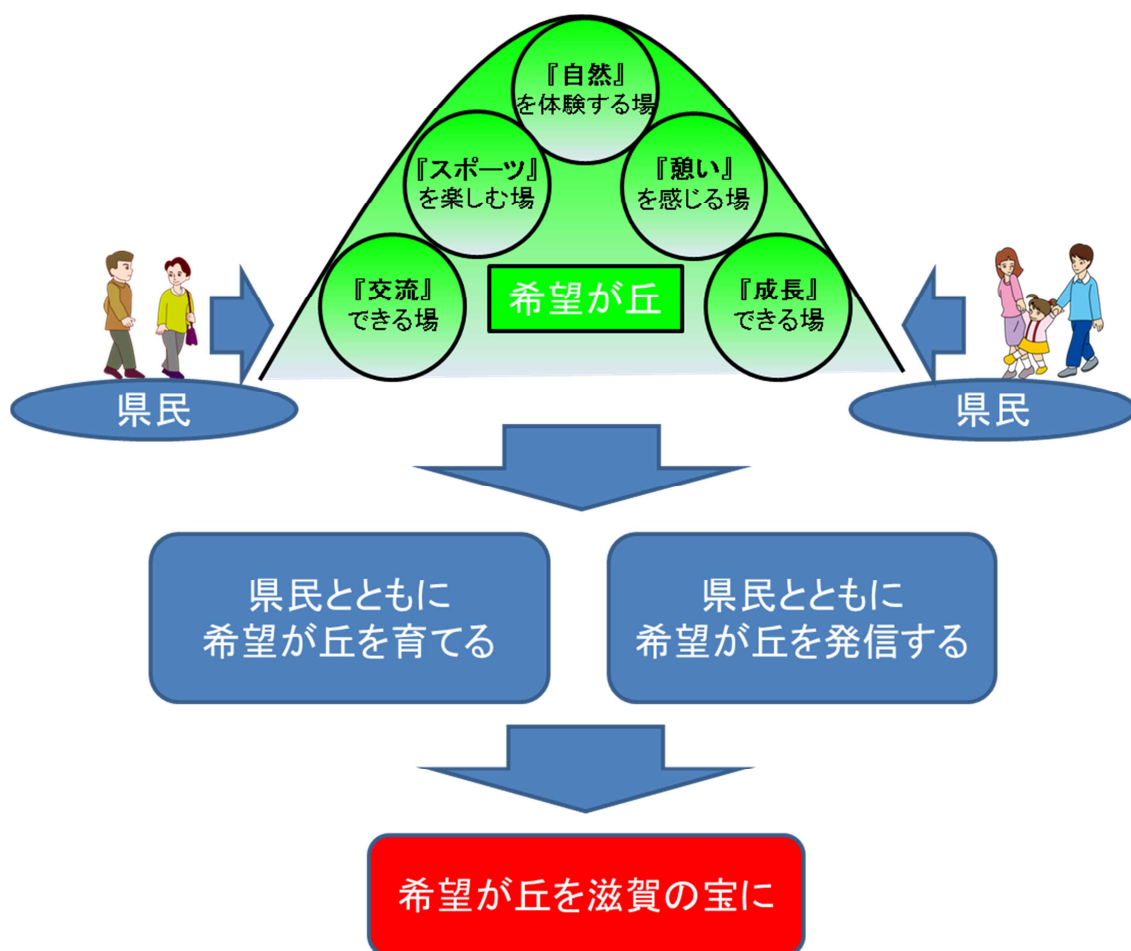 『自然』
を体験する場
『スポーツ』
を楽しむ場
『憩い』
を感じる場
『交流』
できる場
希望が丘
『成長』
できる場
県民
県民
県民とともに
希望が丘を育てる
県民とともに
希望が丘を発信する
希望が丘を滋賀の宝に